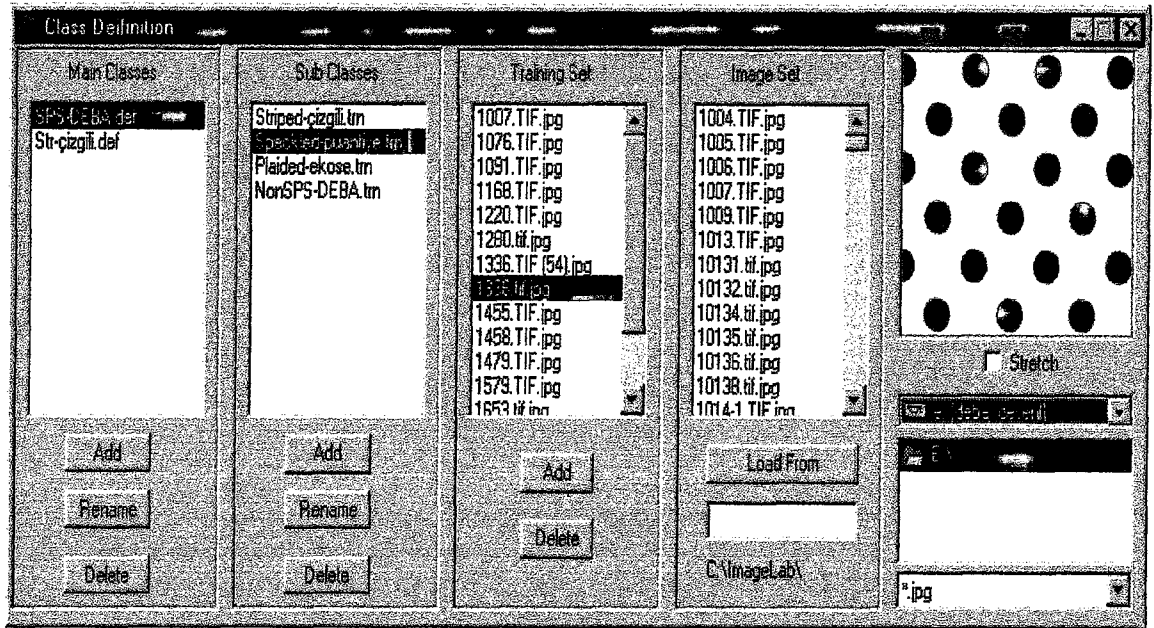 Class Deifinition
Main Classes
SPS-DEBA.def
Str-çizgili.def
Add
Rename
Delete
Sub Classes
Striped-çizgili.trn
Plaided-ekose.trn
NonSPS-DEBA.trn
Add
Rename
Delete
Training Set
1007.TIF.jpg
1076.TIF.jpg
1091.TIF.jpg
1168.TIF.jpg
1220.TIF.jpg
1280.tif.jpg
1336.TIF (54).jpg
1455.TIF.jpg
1458.TIF.jpg
1479.TIF.jpg
1579.TIF.jpg
1653.tif.jpg
Add
Delete
Image Set
1004.TIF.jpg
1005.TIF.jpg
1006.TIF.jpg
1007.TIF.jpg
1009.TIF.jpg
1013.TIF.jpg
10131.tif.jpg
10132.tif.jpg
10134.tif.jpg
10135.tif.jpg
10136.tif.jpg
10138.tif.jpg
1014-1.TIF.jpg
Load From
C:\ImageLab\
Stretch
E:\
*.jpg